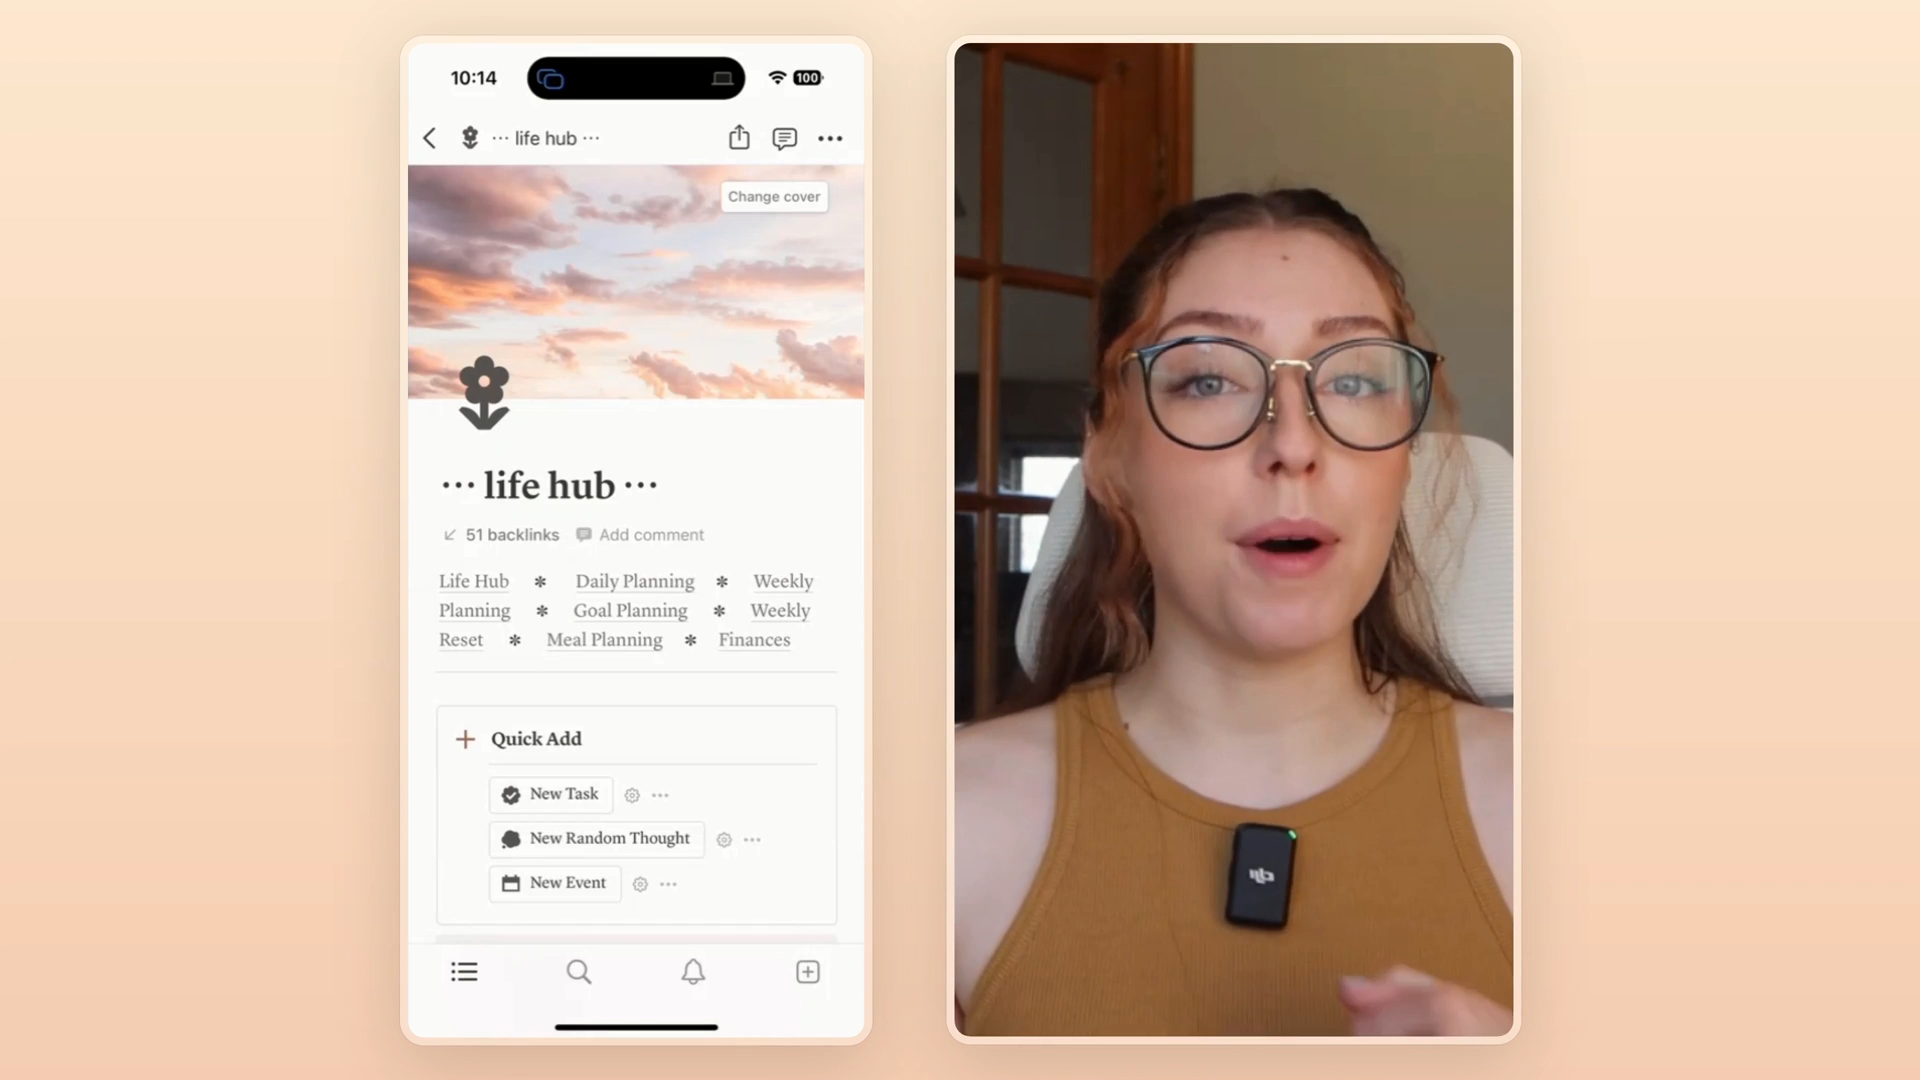 10:14
100
··· life hub ···
Change cover
··· life hub ···
51 backlinks Add comment
Life Hub * Daily Planning * Weekly
Planning * Goal Planning * Weekly
Reset * Meal Planning * Finances
Quick Add
New Task
New Random Thought
New Event
dji